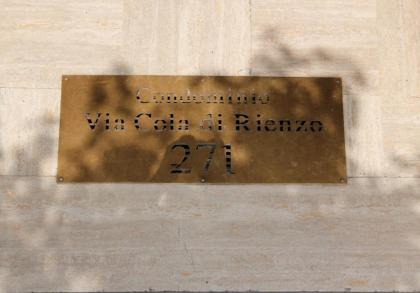 Condominio
Via Cola di Rienzo
271